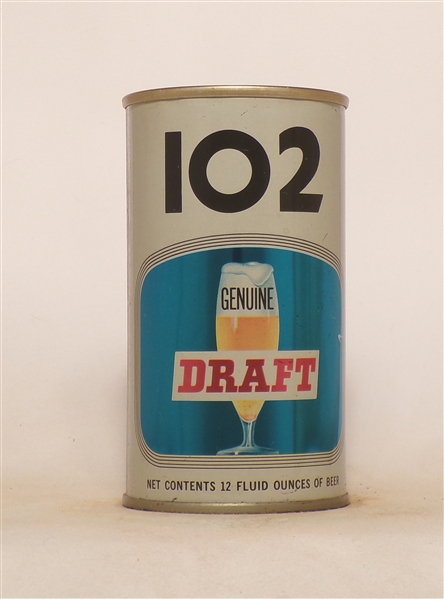 102
GENUINE
DRAFT
NET CONTENTS 12 FLUID OUNCES OF BEER